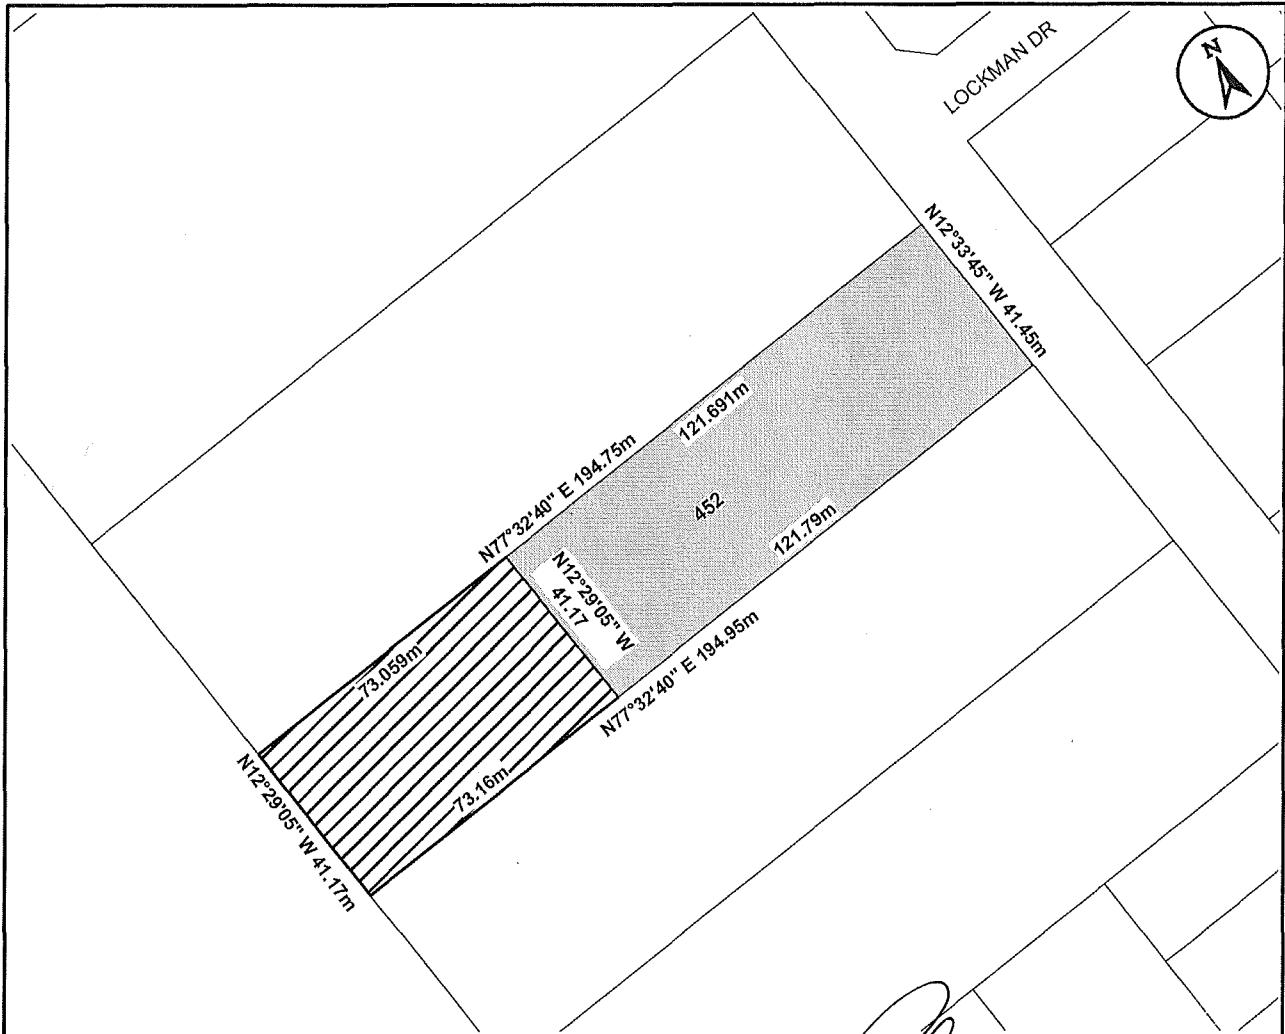 N
LOCKMAN DR
N12°33'45" W 41.45m
121.691m
N77°32'40" E 194.75m
452
121.79m
N12°29'05" W
41.17
N77°32'40" E 194.95m
73.059m
73.16m
N12°29'05" W 41.17m